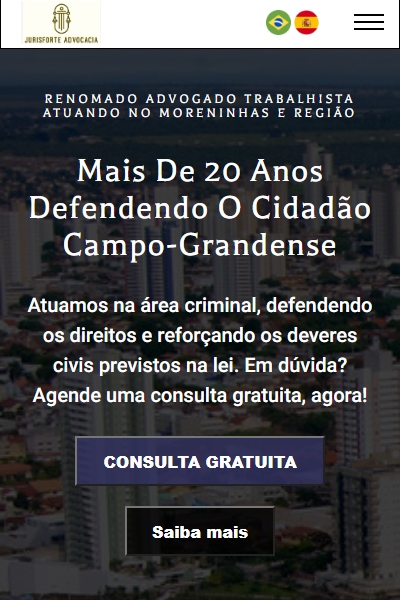 JURISFORTE ADVOCACIA
RENOMADO ADVOGADO TRABALHISTA
ATUANDO NO MORENINHAS E REGIÃO
Mais De 20 Anos
Defendendo O Cidadão
Campo-Grandense
Atuamos na área criminal, defendendo
os direitos e reforçando os deveres
civis previstos na lei. Em dúvida?
Agende uma consulta gratuita, agora!
CONSULTA GRATUITA
Saiba mais